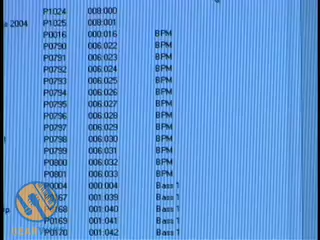 P1024 008:000
2004 P1025 008:001
P0016 000:016 BPM
P0790 006:022 BPM
P0791 006:023 BPM
P0792 006:024 BPM
P0793 006:025 BPM
P0794 006:026 BPM
P0795 006:027 BPM
P0796 006:028 BPM
P0797 006:029 BPM
P0798 006:030 BPM
P0799 006:031 BPM
P0800 006:032 BPM
P0801 006:033 BPM
P0004 000:004 Bass 1
167 001:039 Bass 1
168 001:040 Bass 1
P0169 001:041 Bass 1
P0170 001:042 Bass 1